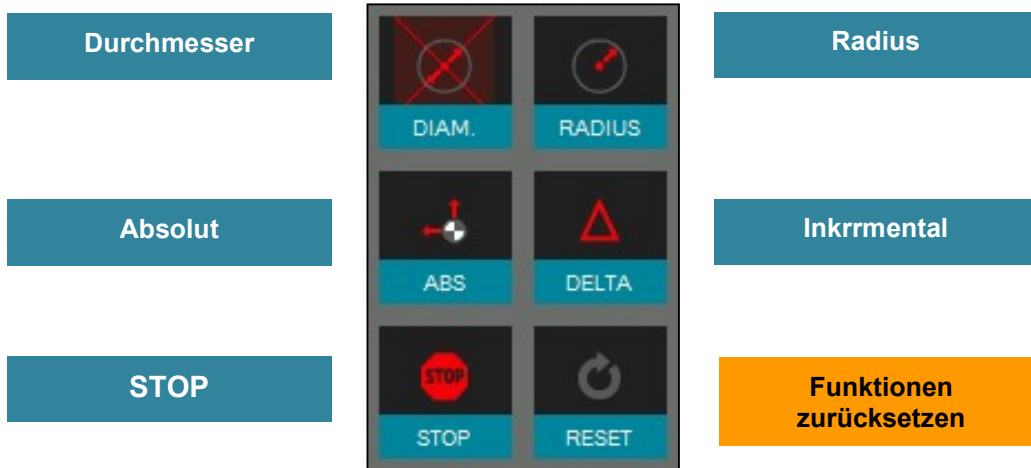 Durchmesser
Radius
DIAM.
RADIUS
Absolut
Inkrrmental
ABS
DELTA
STOP
STOP
Funktionen
zurücksetzen
STOP
RESET